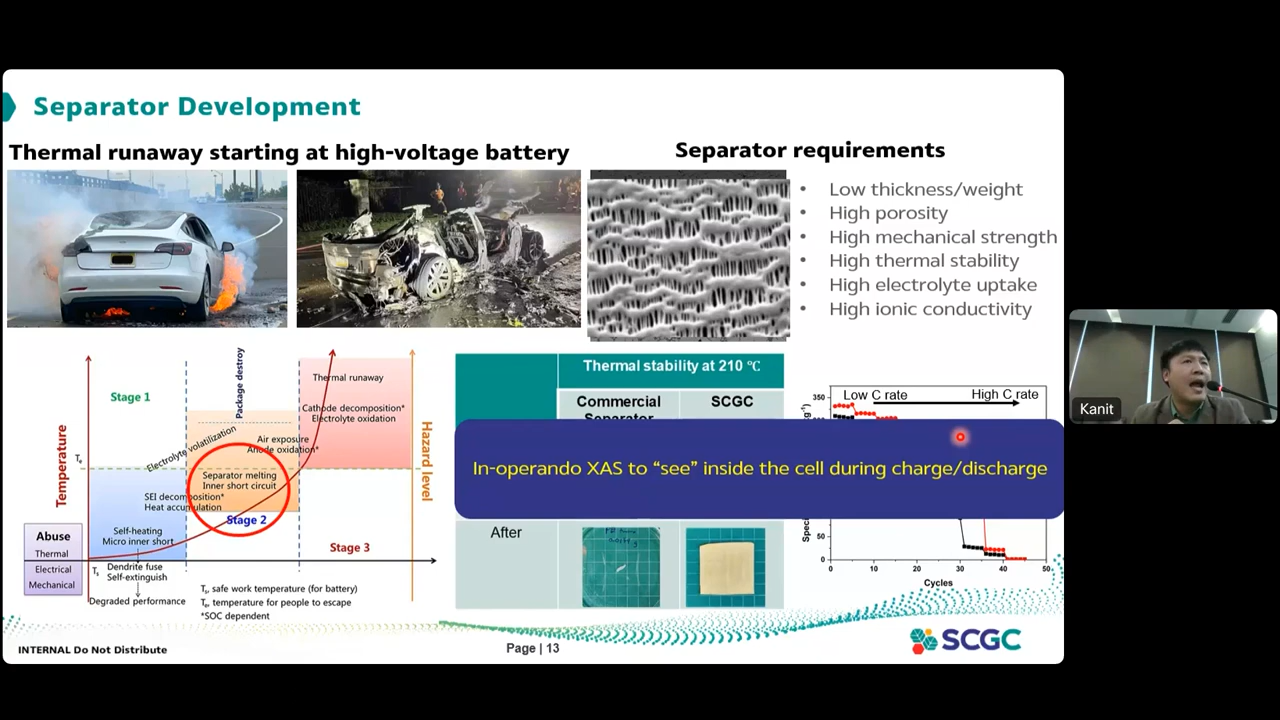 Separator Development
Thermal runaway starting at high-voltage battery
Separator requirements
• Low thickness/weight
• High porosity
• High mechanical strength
• High thermal stability
• High electrolyte uptake
• High ionic conductivity
Temperature
Hazard level
Stage 1
Package destroy
Thermal runaway
Cathode decomposition*
Electrolyte oxidation
Electrolyte volatilization
Air exposure
Anode oxidation*
Te
Separator melting
Inner short circuit
SEI decomposition*
Heat accumulation
Stage 2
Self-heating
Micro inner short
Stage 3
Abuse
Thermal
Electrical
Mechanical
Ts
Dendrite fuse
Self-extinguish
Degraded performance
Ts, safe work temperature (for battery)
Te, temperature for people to escape
*SOC dependent
Thermal stability at 210 °C
Commercial
Separator
SCGC
After
Low C rate
High C rate
350
50
0
0
10
20
30
40
50
Cycles
In-operando XAS to “see” inside the cell during charge/discharge
INTERNAL Do Not Distribute
Page | 13
SCGC
Kanit